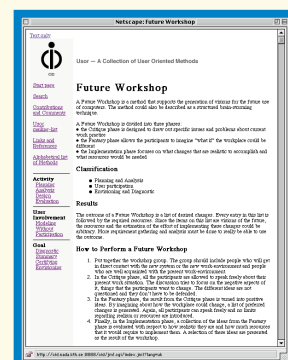 Netscape: Future Workshop
Text only
CID
Usor — A Collection of User Oriented Methods
Start page
Search
Contributions and Comments
Usor mailing-list
Links and References
Alphabetical list of Methods
Activity
Planning
Analysis
Design
Evaluation
User Involvement
Modeling
Without
Participation
Goal
Diagnostic
Summary
Certifying
Envisioning
Future Workshop
A Future Workshop is a method that supports the generation of visions for the future use
of computers. The method could also be described as a structured brain-storming
technique.
A Future Workshop is divided into three phases:
● the Critique phase is designed to draw out specific issues and problems about current
work practice
● the Fantasy phase allows the participants to imagine "what if" the workplace could be
different
● the Implementation phase focuses on what changes that are realistic to accomplish and
what resources would be needed.
Classification
● Planning and Analysis
● User participation
● Envisioning and Diagnostic
Results
The outcome of a Future Workshop is a list of desired changes. Every entry in this list is
followed by the required resources. Since the items on this list are visions of the future,
the resources and the estimation of the effect of implementing these changes could be
arbitrary. More requirement gathering and analysis must be done to really be able to use
the outcome.
How to Perform a Future Workshop
1. Put together the workshop group. The group should include people who will get
in direct contact with the new system or the new work-environment and people
who are well acquainted with the present work-environment.
2. In the Critique phase, all the participants are allowed to speak freely about their
present work situation. The discussion tries to focus on the negative aspects of
it, things that the participants want to change. The different ideas are not
questioned and they don't have to be defended.
3. In the Fantasy phase, the result from the Critique phase is turned into positive
ideas. By imagining about how the workplace could change, a list of preferred
changes is generated. Again, all participants can speak freely and no limits
regarding realism or resources are introduced.
4. Finally, in the Implementation phase, a collection of the ideas from the Fantasy
phase is evaluated with respect to how realistic they are and how much resources
that it would require to implement them. A selection of these ideas are presented
as the result of the workshop.